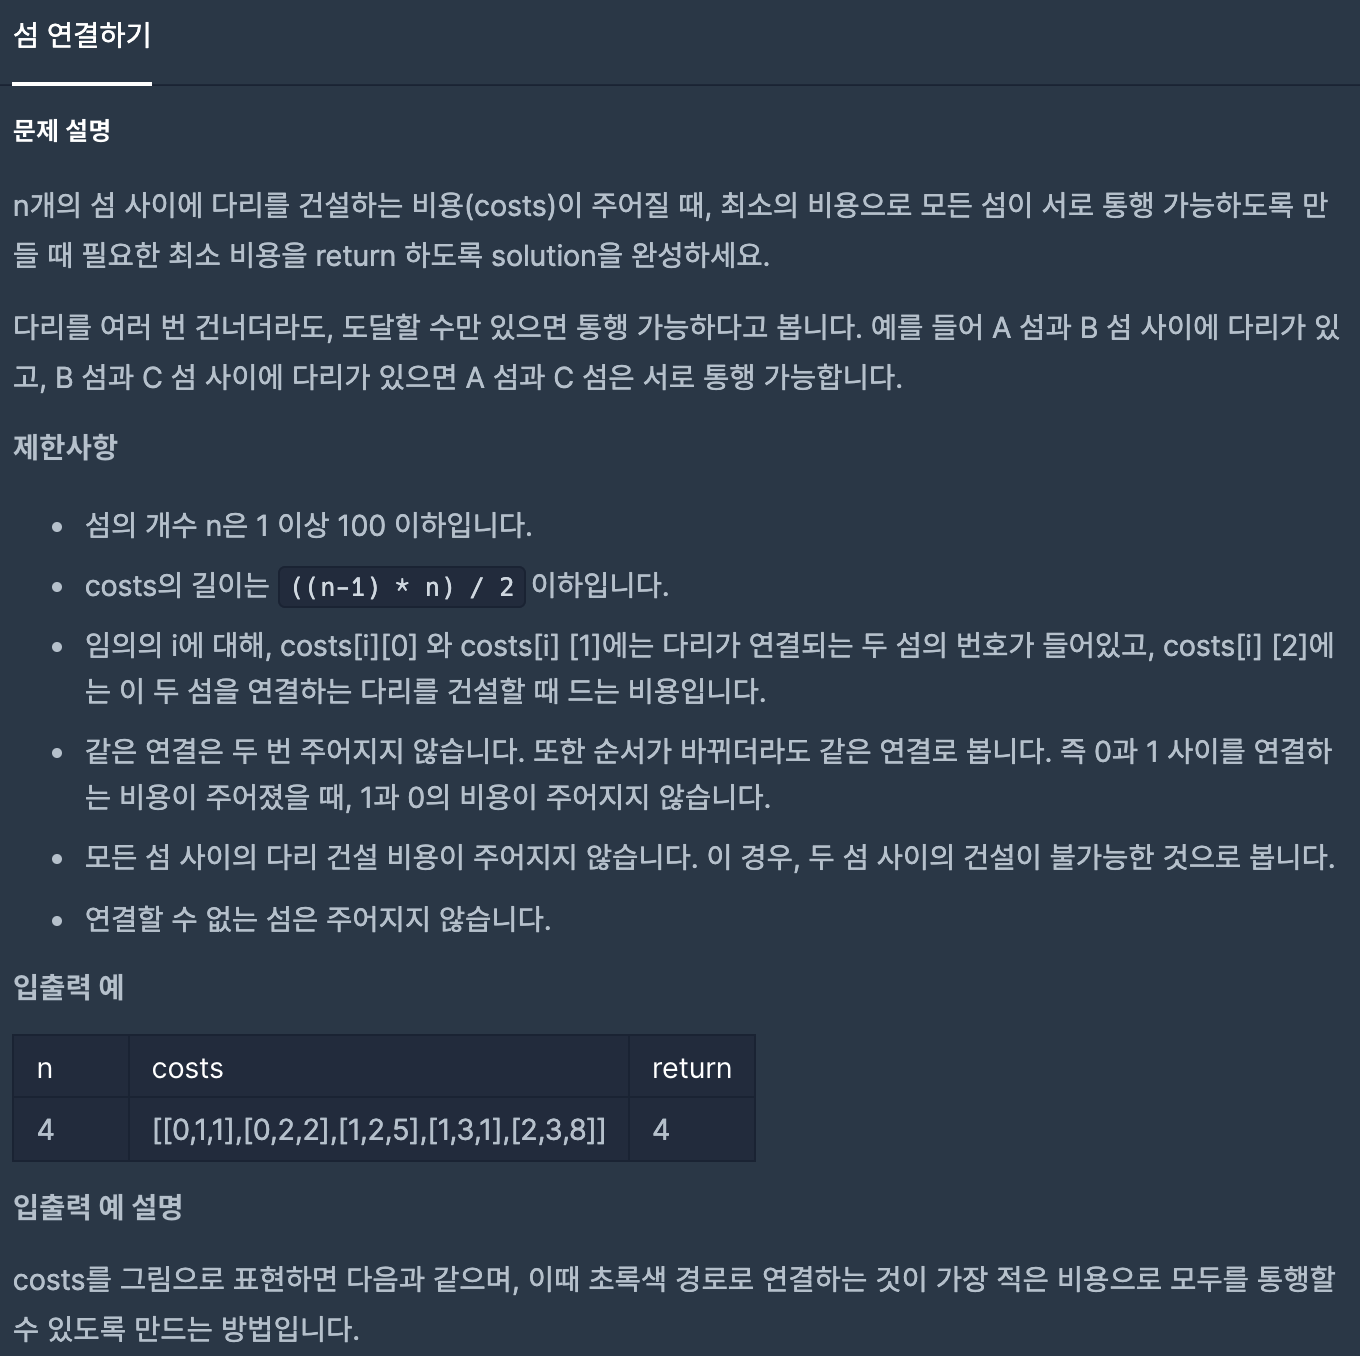 섬 연결하기
문제 설명
n개의 섬 사이에 다리를 건설하는 비용(costs)이 주어질 때, 최소의 비용으로 모든 섬이 서로 통행 가능하도록 만
들 때 필요한 최소 비용을 return 하도록 solution을 완성하세요.
다리를 여러 번 건너더라도, 도달할 수만 있으면 통행 가능하다고 봅니다. 예를 들어 A 섬과 B 섬 사이에 다리가 있
고, B 섬과 C 섬 사이에 다리가 있으면 A 섬과 C 섬은 서로 통행 가능합니다.
제한사항
• 섬의 개수 n은 1 이상 100 이하입니다.
• costs의 길이는 ((n-1) * n) / 2 이하입니다.
• 임의의 i에 대해, costs[i][0] 와 costs[i] [1]에는 다리가 연결되는 두 섬의 번호가 들어있고, costs[i] [2]에
는 이 두 섬을 연결하는 다리를 건설할 때 드는 비용입니다.
• 같은 연결은 두 번 주어지지 않습니다. 또한 순서가 바뀌더라도 같은 연결로 봅니다. 즉 0과 1 사이를 연결하
는 비용이 주어졌을 때, 1과 0의 비용이 주어지지 않습니다.
• 모든 섬 사이의 다리 건설 비용이 주어지지 않습니다. 이 경우, 두 섬 사이의 건설이 불가능한 것으로 봅니다.
• 연결할 수 없는 섬은 주어지지 않습니다.
입출력 예
n costs return
4 [[0,1,1],[0,2,2],[1,2,5],[1,3,1],[2,3,8]] 4
입출력 예 설명
costs를 그림으로 표현하면 다음과 같으며, 이때 초록색 경로로 연결하는 것이 가장 적은 비용으로 모두를 통행할
수 있도록 만드는 방법입니다.